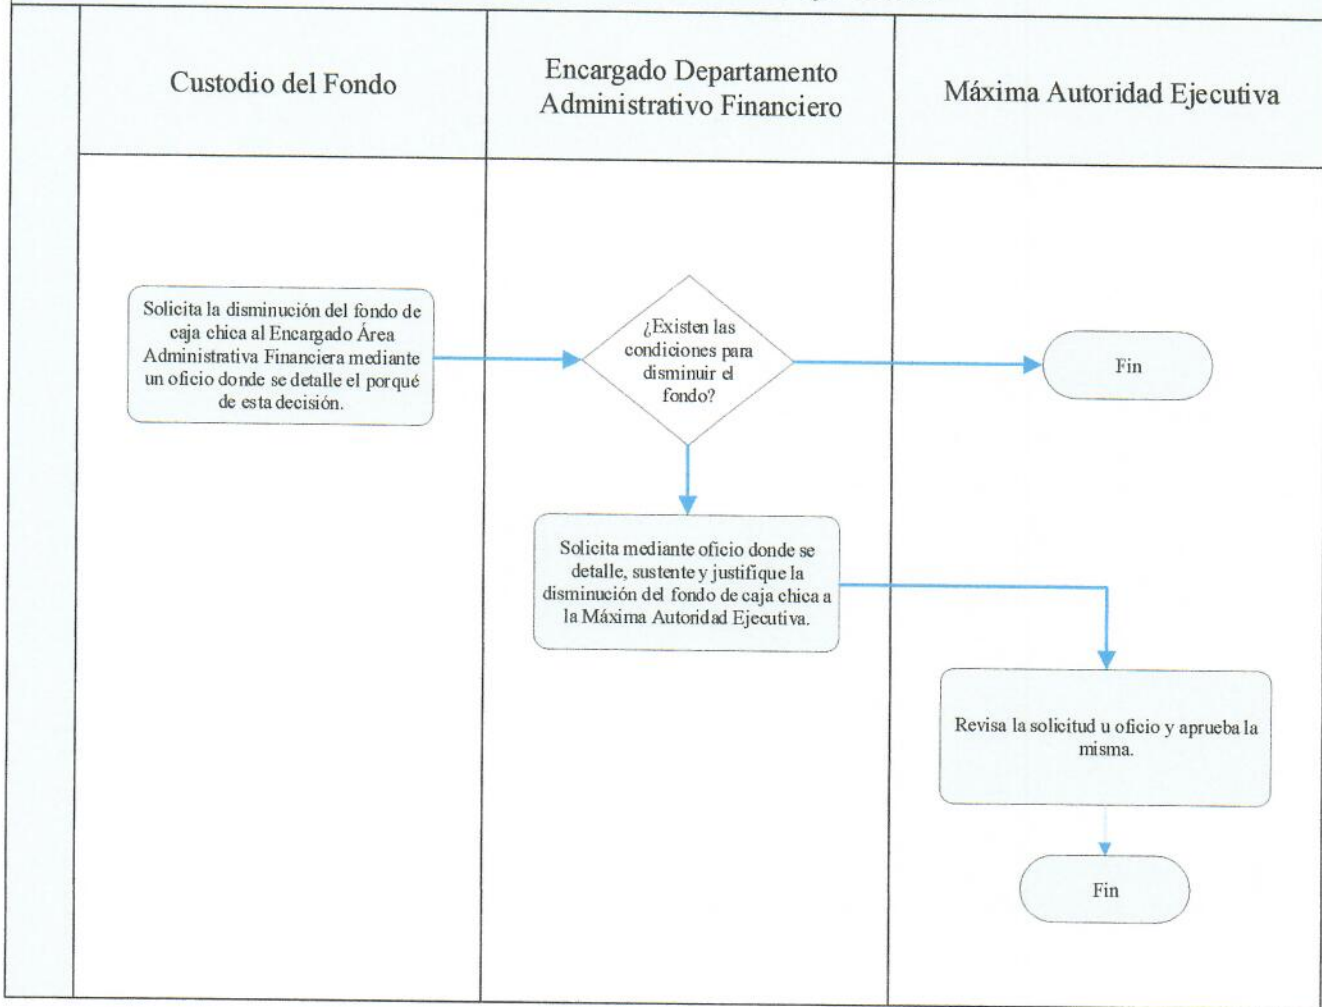 Custodio del Fondo
Encargado Departamento
Administrativo Financiero
Máxima Autoridad Ejecutiva
Solicita la disminución del fondo de
caja chica al Encargado Área
Administrativa Financiera mediante
un oficio donde se detalle el porqué
de esta decisión.
¿Existen las
condiciones para
disminuir el
fondo?
Fin
Solicita mediante oficio donde se
detalle, sustente y justifique la
disminución del fondo de caja chica a
la Máxima Autoridad Ejecutiva.
Revisa la solicitud u oficio y aprueba la
misma.
Fin